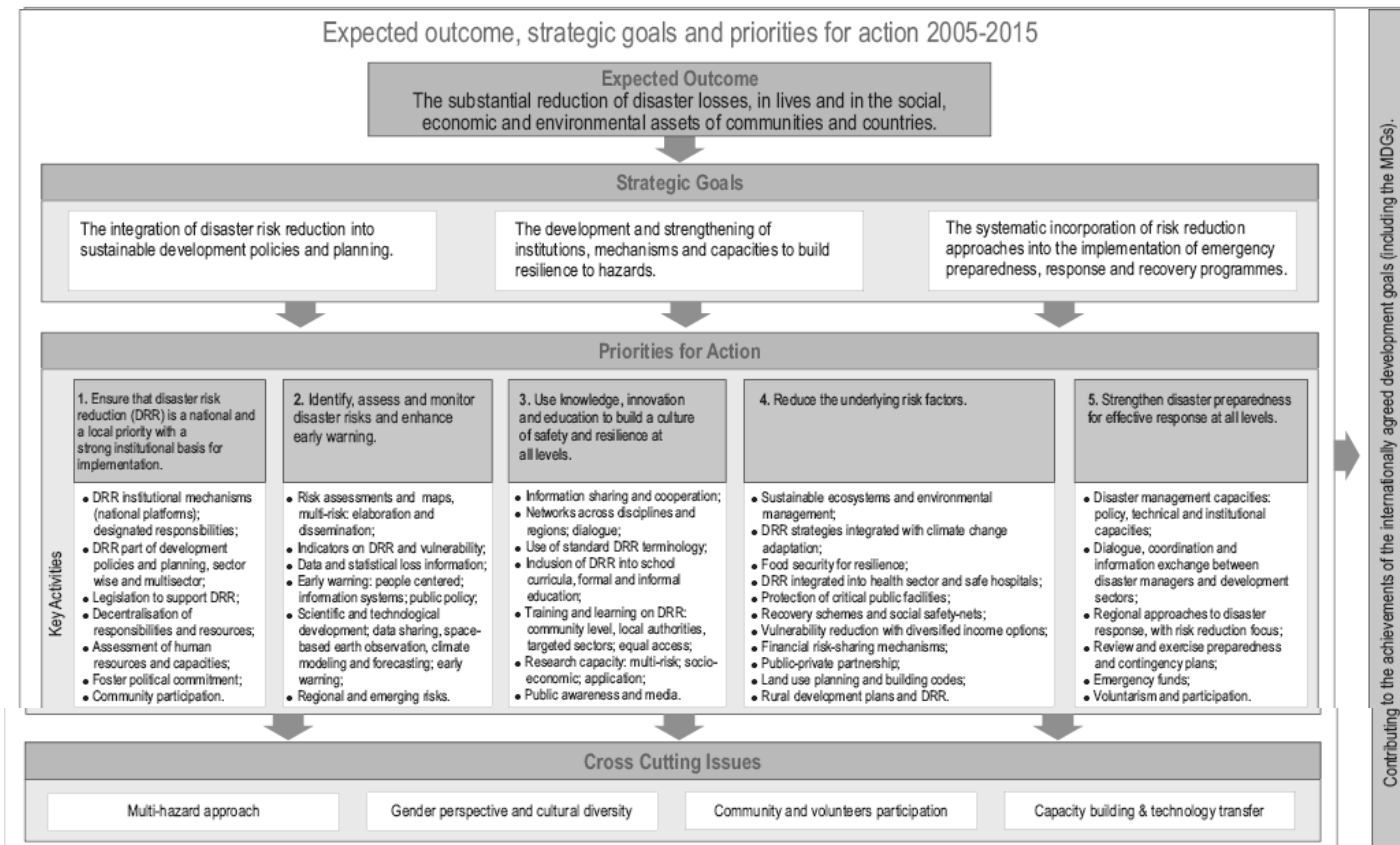 Expected outcome, strategic goals and priorities for action 2005-2015
Expected Outcome
The substantial reduction of disaster losses, in lives and in the social,
economic and environmental assets of communities and countries.
Strategic Goals
The integration of disaster risk reduction into
sustainable development policies and planning.
The development and strengthening of
institutions, mechanisms and capacities to build
resilience to hazards.
The systematic incorporation of risk reduction
approaches into the implementation of emergency
preparedness, response and recovery programmes.
Priorities for Action
1. Ensure that disaster risk
reduction (DRR) is a national and
a local priority with a
strong institutional basis for
implementation.
2. Identify, assess and monitor
disaster risks and enhance
early warning.
3. Use knowledge, innovation
and education to build a culture
of safety and resilience at
all levels.
4. Reduce the underlying risk factors.
5. Strengthen disaster preparedness
for effective response at all levels.
Key Activities
• DRR institutional mechanisms
(national platforms);
designated responsibilities;
• DRR part of development
policies and planning, sector
wise and multisector;
• Legislation to support DRR;
• Decentralisation of
responsibilities and resources;
• Assessment of human
resources and capacities;
• Foster political commitment;
• Community participation.
• Risk assessments and maps,
multi-risk: elaboration and
dissemination;
• Indicators on DRR and vulnerability;
• Data and statistical loss information;
• Early warning: people centered;
information systems; public policy;
• Scientific and technological
development; data sharing, space-
based earth observation, climate
modeling and forecasting; early
warning;
• Regional and emerging risks.
• Information sharing and cooperation;
• Networks across disciplines and
regions; dialogue;
• Use of standard DRR terminology;
• Inclusion of DRR into school
curricula, formal and informal
education;
• Training and learning on DRR:
community level, local authorities,
targeted sectors; equal access;
• Research capacity: multi-risk; socio-
economic; application;
• Public awareness and media.
• Sustainable ecosystems and environmental
management;
• DRR strategies integrated with climate change
adaptation;
• Food security for resilience;
• DRR integrated into health sector and safe hospitals;
• Protection of critical public facilities;
• Recovery schemes and social safety-nets;
• Vulnerability reduction with diversified income options;
• Financial risk-sharing mechanisms;
• Public-private partnership;
• Land use planning and building codes;
• Rural development plans and DRR.
• Disaster management capacities:
policy, technical and institutional
capacities;
• Dialogue, coordination and
information exchange between
disaster managers and development
sectors;
• Regional approaches to disaster
response, with risk reduction focus;
• Review and exercise preparedness
and contingency plans;
• Emergency funds;
• Voluntarism and participation.
Cross Cutting Issues
Multi-hazard approach
Gender perspective and cultural diversity
Community and volunteers participation
Capacity building & technology transfer
Contributing to the achievements of the internationally agreed development goals (including the MDGs).